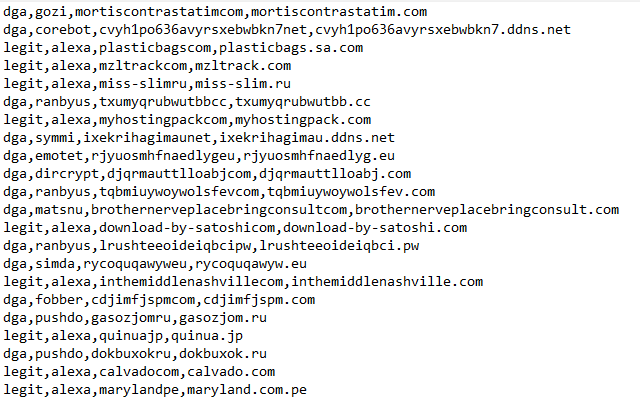 dga,gozi,mortiscontrastatimcom,mortiscontrastatim.com
dga,corebot,cvyh1po636avyrsxebwbkn7net,cvyh1po636avyrsxebwbkn7.ddns.net
legit,alexa,plasticbagscom,plasticbags.sa.com
legit,alexa,mzltrackcom,mzltrack.com
legit,alexa,miss-slimru,miss-slim.ru
dga,ranbyus,txumyqrubwutbbcc,txumyqrubwutbb.cc
legit,alexa,myhostingpackcom,myhostingpack.com
dga,symmi,ixekrihagimaunet,ixekrihagimau.ddns.net
dga,emotet,rjyuosmhfnaedlygeu,rjyuosmhfnaedlyg.eu
dga,dircrypt,djqrmauttlloabjcom,djqrmauttlloabj.com
dga,ranbyus,tqbmiuywoywolsfevcom,tqbmiuywoywolsfev.com
dga,matsnu,brothernerveplacebringconsultcom,brothernerveplacebringconsult.com
legit,alexa,download-by-satoshicom,download-by-satoshi.com
dga,ranbyus,lrushteeoideiqbcipw,lrushteeoideiqbci.pw
dga,simda,rycoquqawyweu,rycoquqawyw.eu
legit,alexa,inthemiddlenashvillecom,inthemiddlenashville.com
dga,fobber,cdjimfjspmcom,cdjimfjspm.com
dga,pushdo,gasozjomru,gasozjom.ru
legit,alexa,quinuajp,quinua.jp
dga,pushdo,dokbuxokru,dokbuxok.ru
legit,alexa,calvadocom,calvado.com
legit,alexa,marylandpe,maryland.com.pe